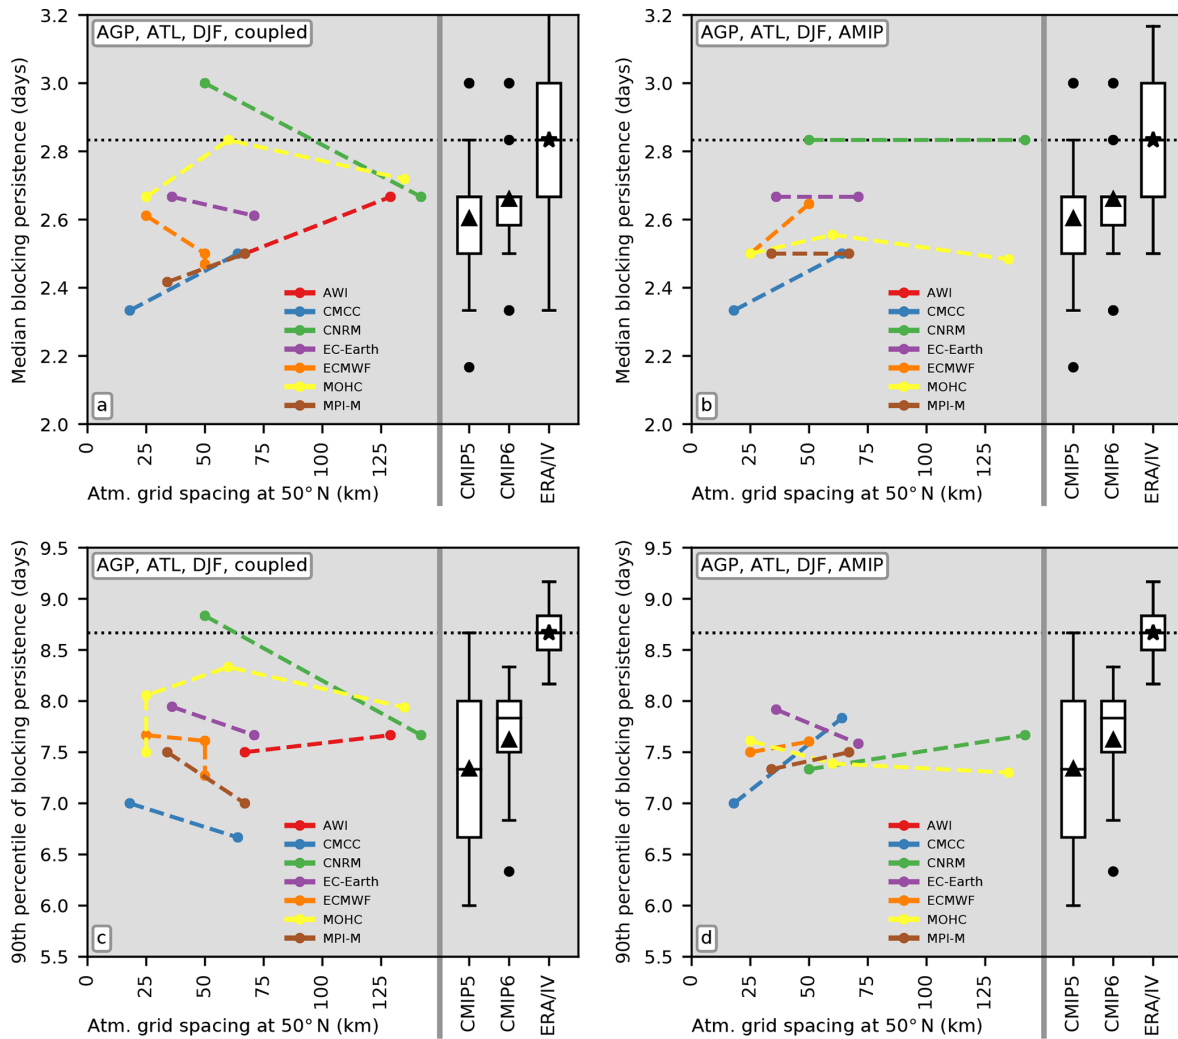 AGP, ATL, DJF, coupled
Median blocking persistence (days)
3.2
3.0
2.8
2.6
2.4
2.2
2.0
AWI
CMCC
CNRM
EC-Earth
ECMWF
MOHC
MPI-M
a
0
25
50
75
100
125
CMIP5
CMIP6
ERA/IV
Atm. grid spacing at 50° N (km)
AGP, ATL, DJF, AMIP
Median blocking persistence (days)
3.2
3.0
2.8
2.6
2.4
2.2
2.0
AWI
CMCC
CNRM
EC-Earth
ECMWF
MOHC
MPI-M
b
0
25
50
75
100
125
CMIP5
CMIP6
ERA/IV
Atm. grid spacing at 50° N (km)
AGP, ATL, DJF, coupled
90th percentile of blocking persistence (days)
9.5
9.0
8.5
8.0
7.5
7.0
6.5
6.0
5.5
AWI
CMCC
CNRM
EC-Earth
ECMWF
MOHC
MPI-M
c
0
25
50
75
100
125
CMIP5
CMIP6
ERA/IV
Atm. grid spacing at 50° N (km)
AGP, ATL, DJF, AMIP
90th percentile of blocking persistence (days)
9.5
9.0
8.5
8.0
7.5
7.0
6.5
6.0
5.5
AWI
CMCC
CNRM
EC-Earth
ECMWF
MOHC
MPI-M
d
0
25
50
75
100
125
CMIP5
CMIP6
ERA/IV
Atm. grid spacing at 50° N (km)